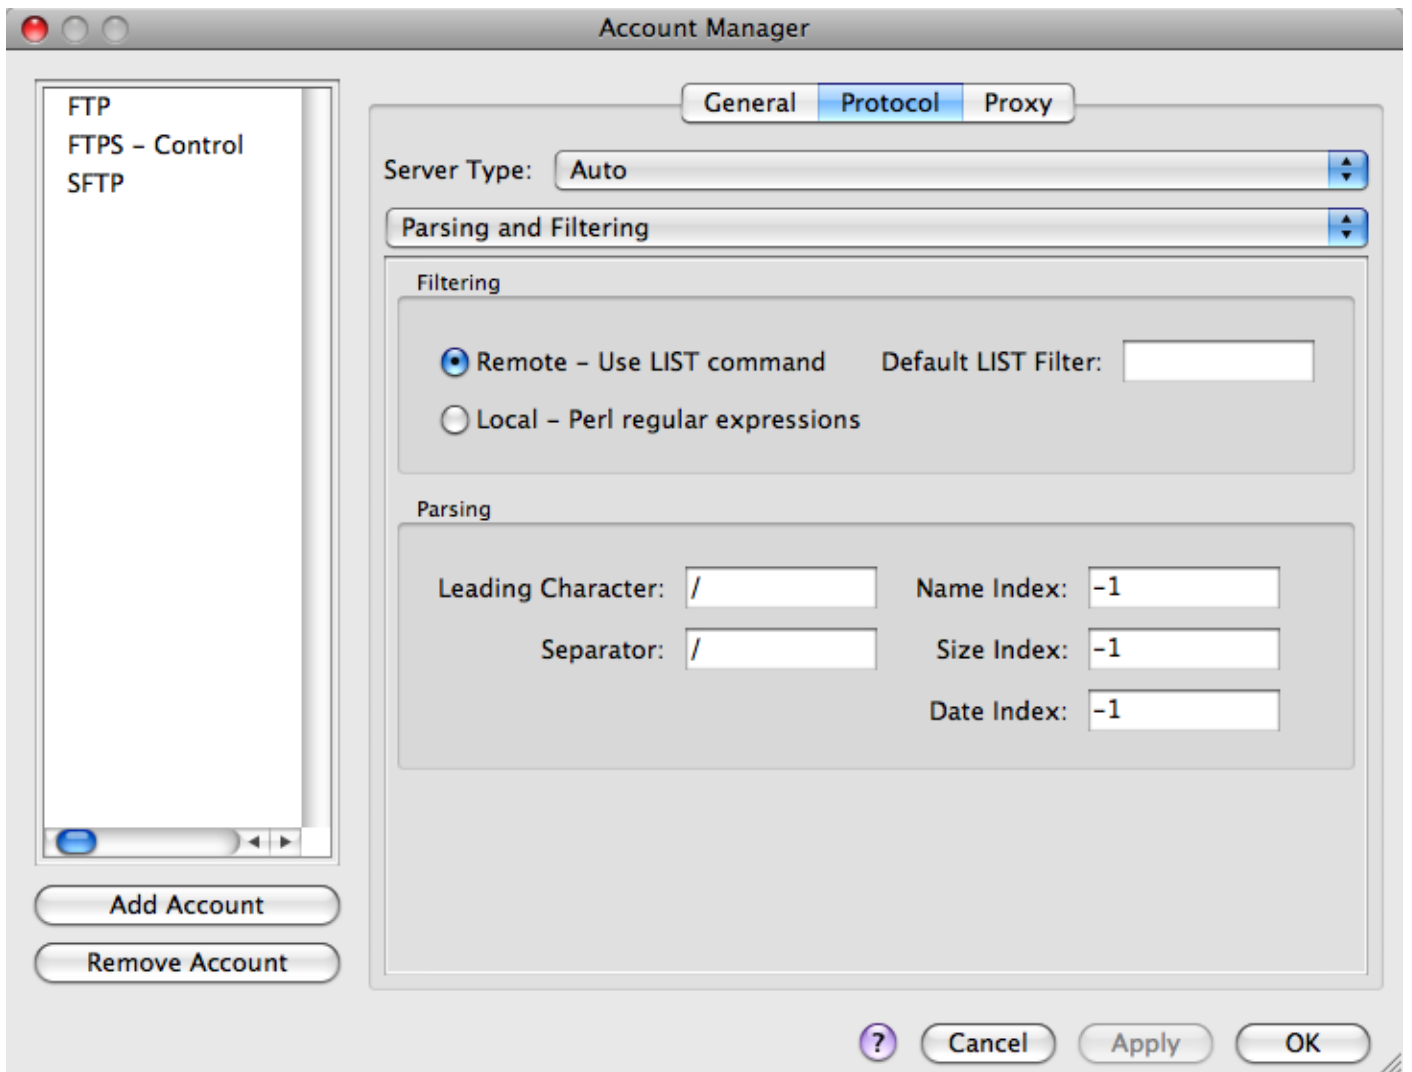 Account Manager
FTP
FTPS – Control
SFTP
Add Account
Remove Account
General Protocol Proxy
Server Type: Auto
Parsing and Filtering
Filtering
Remote – Use LIST command Default LIST Filter:
Local – Perl regular expressions
Parsing
Leading Character: / Name Index: -1
Separator: / Size Index: -1
Date Index: -1
? Cancel Apply OK